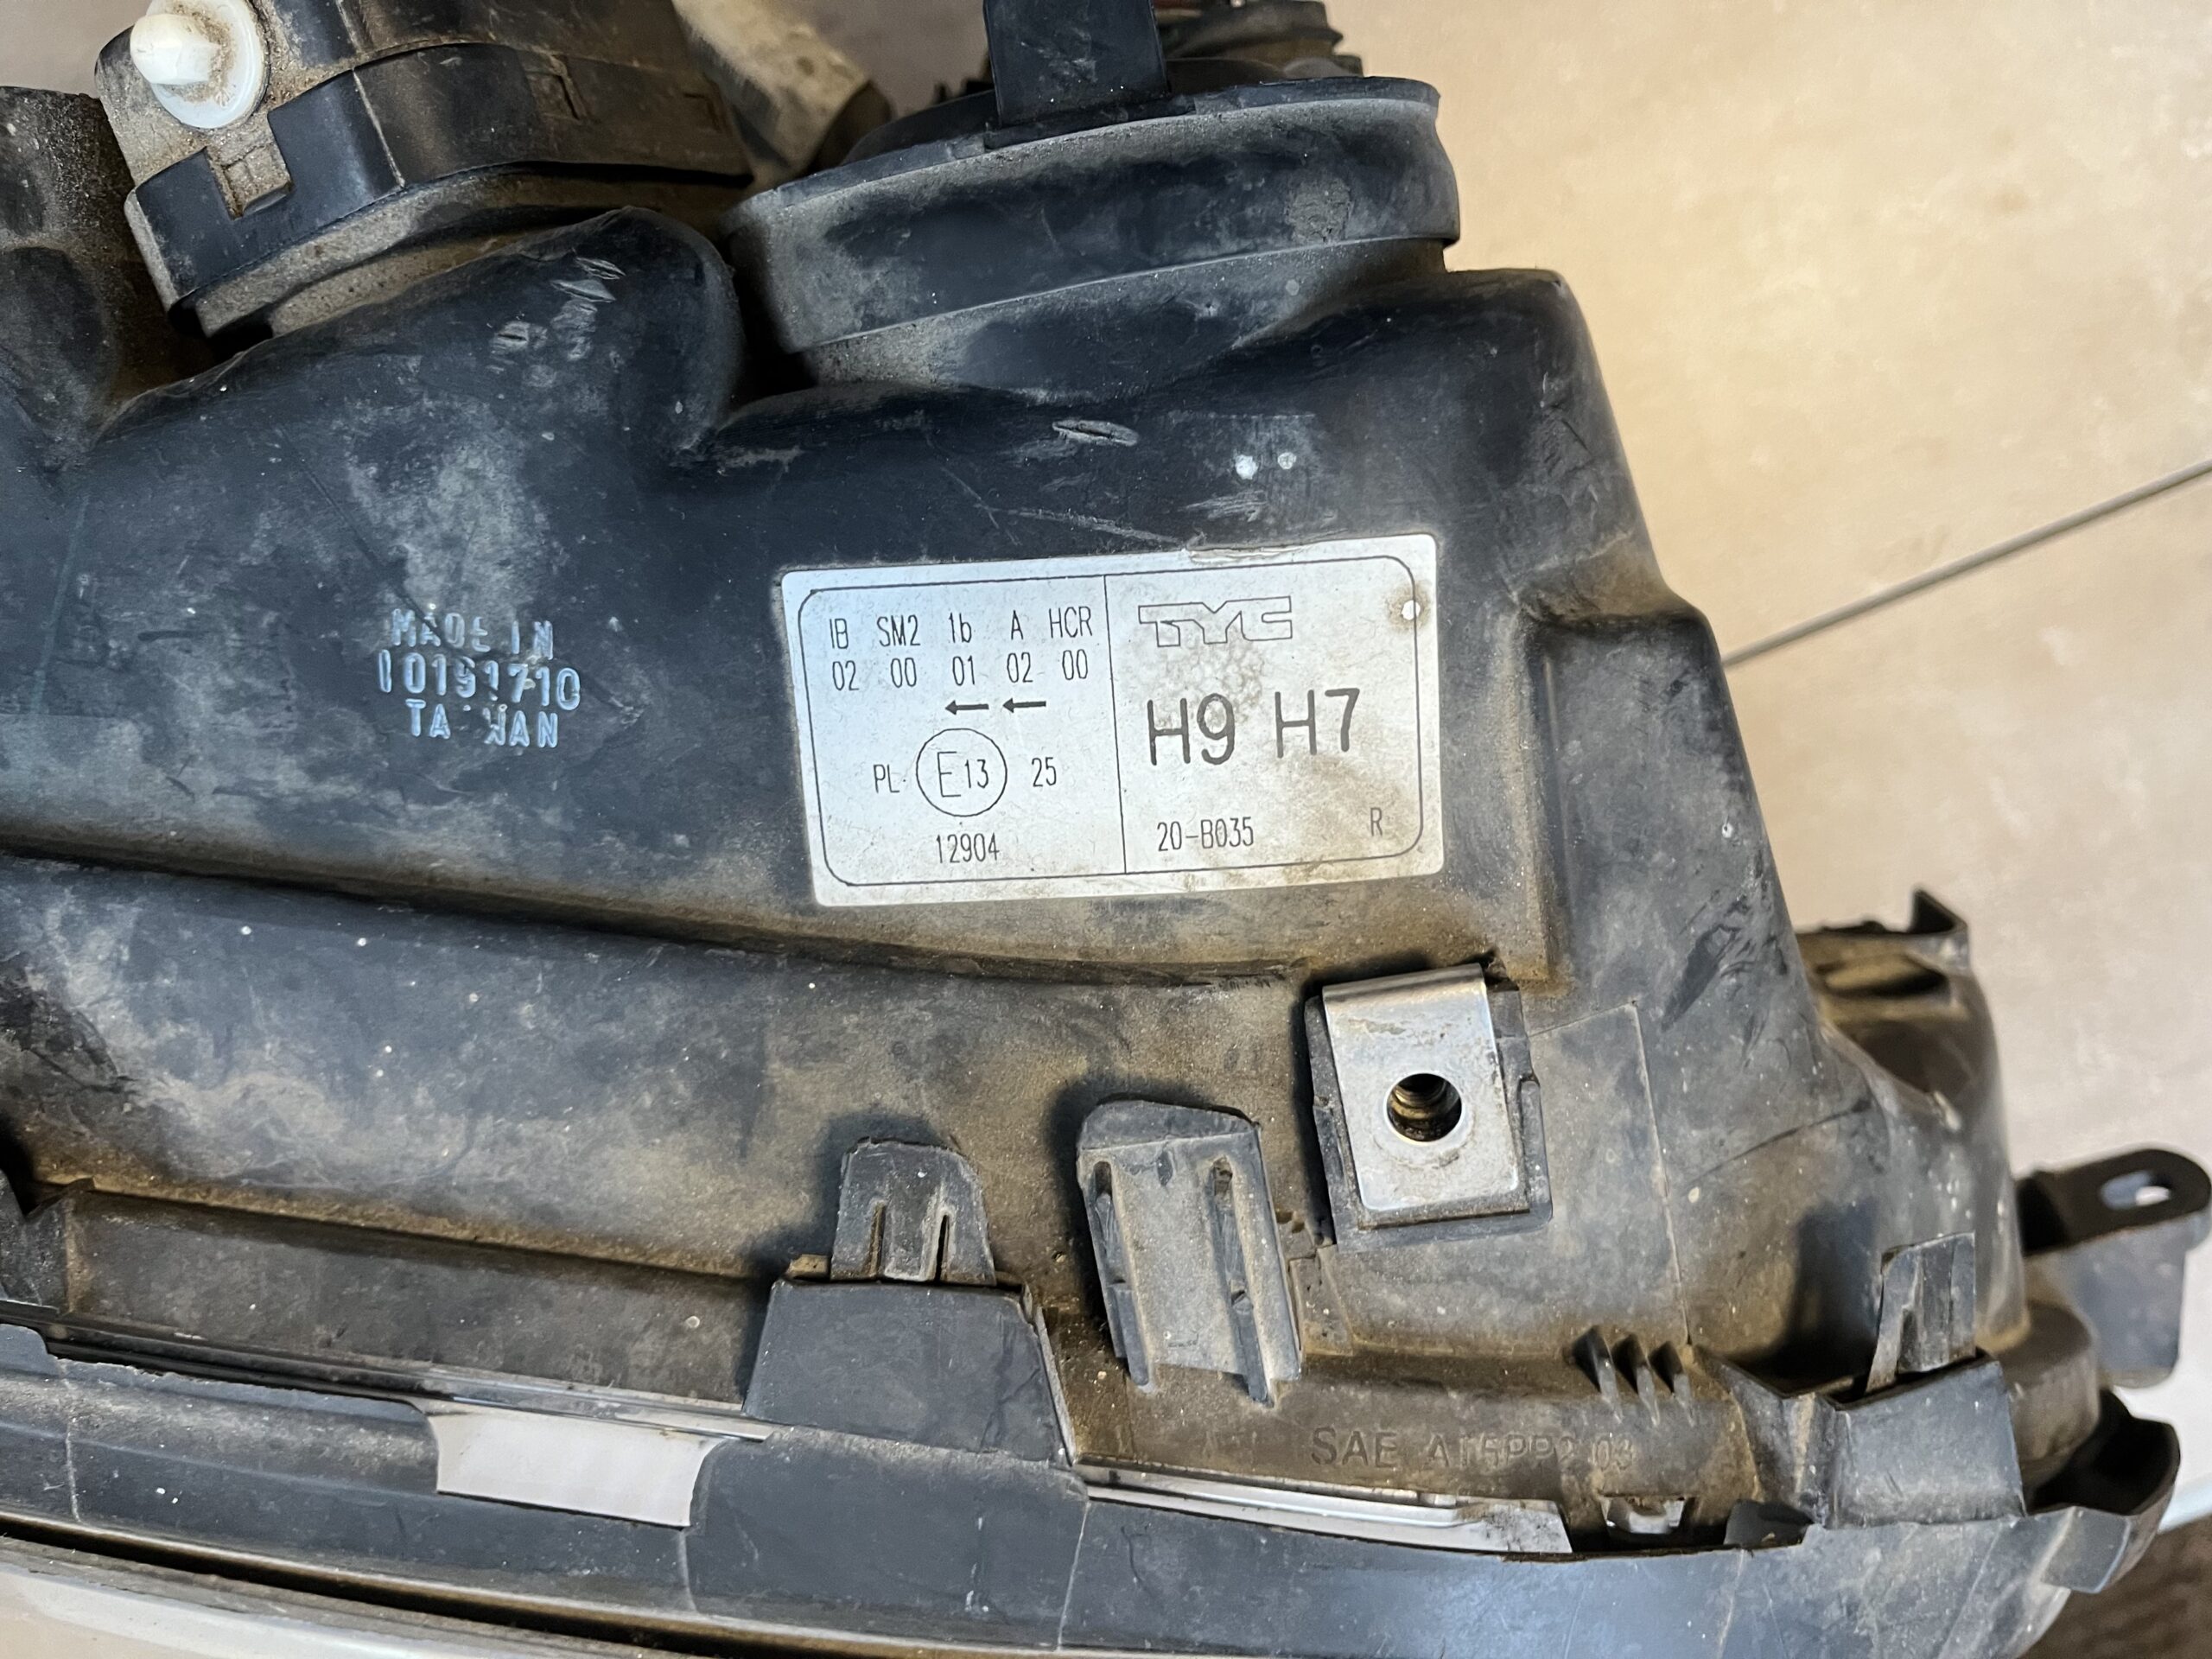 MADE IN
10191710
TAIWAN
IB SM2 1b A HCR
02 00 01 02 00
←←
PL E13 25
12904
TYC
H9 H7
20-B035 R
SAE